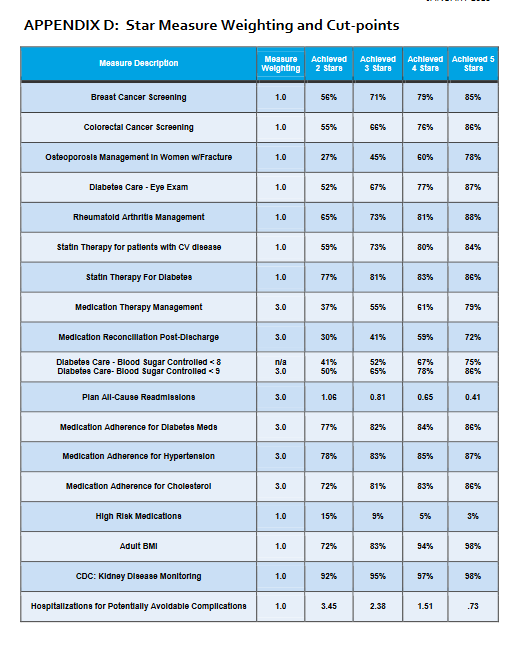 APPENDIX D: Star Measure Weighting and Cut-points
Measure Description Measure Weighting Achieved 2 Stars Achieved 3 Stars Achieved 4 Stars Achieved 5 Stars
Breast Cancer Screening 1.0 56% 71% 79% 85%
Colorectal Cancer Screening 1.0 55% 66% 76% 86%
Osteoporosis Management in Women w/Fracture 1.0 27% 45% 60% 78%
Diabetes Care - Eye Exam 1.0 52% 67% 77% 87%
Rheumatoid Arthritis Management 1.0 65% 73% 81% 88%
Statin Therapy for patients with CV disease 1.0 59% 73% 80% 84%
Statin Therapy For Diabetes 1.0 77% 81% 83% 86%
Medication Therapy Management 3.0 37% 55% 61% 79%
Medication Reconciliation Post-Discharge 3.0 30% 41% 59% 72%
Diabetes Care - Blood Sugar Controlled < 8 n/a 41% 52% 67% 75%
Diabetes Care- Blood Sugar Controlled < 9 3.0 50% 65% 78% 86%
Plan All-Cause Readmissions 3.0 1.06 0.81 0.65 0.41
Medication Adherence for Diabetes Meds 3.0 77% 82% 84% 86%
Medication Adherence for Hypertension 3.0 78% 83% 85% 87%
Medication Adherence for Cholesterol 3.0 72% 81% 83% 86%
High Risk Medications 1.0 15% 9% 5% 3%
Adult BMI 1.0 72% 83% 94% 98%
CDC: Kidney Disease Monitoring 1.0 92% 95% 97% 98%
Hospitalizations for Potentially Avoidable Complications 1.0 3.45 2.38 1.51 .73